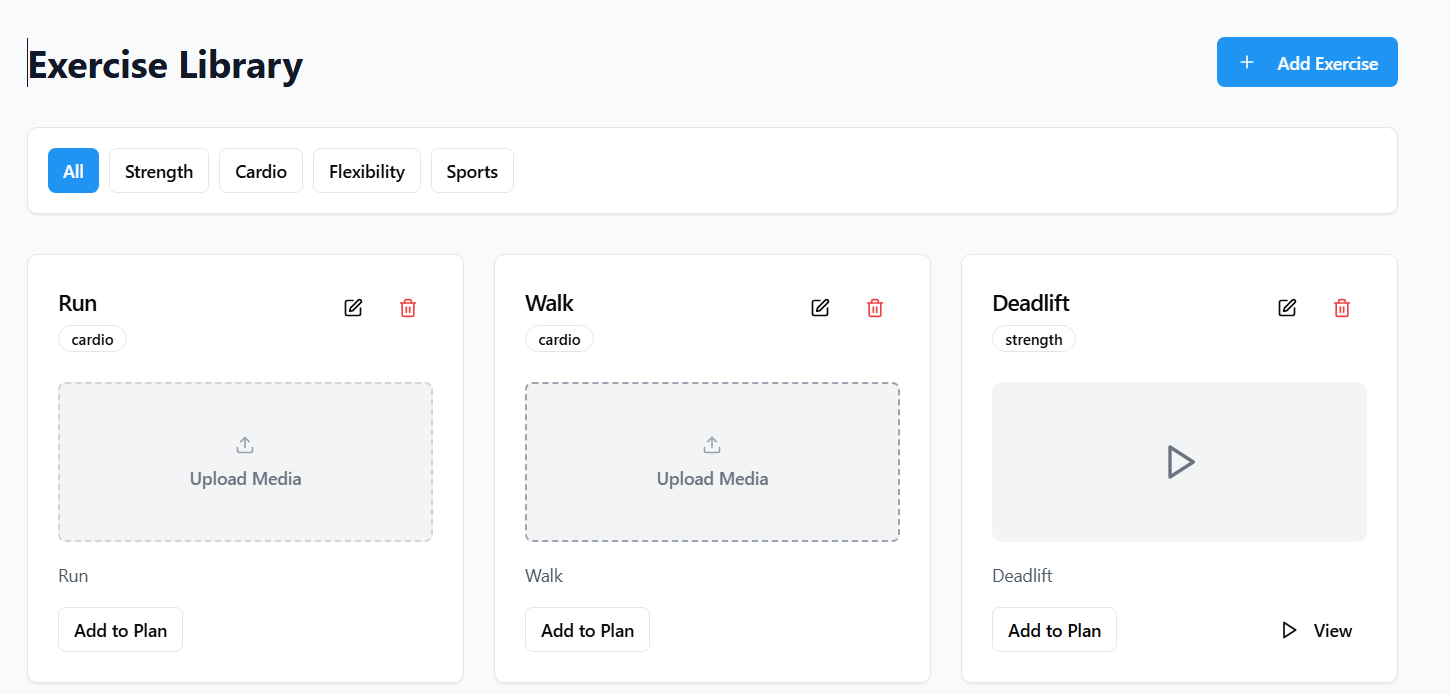 Exercise Library
Add Exercise
All Strength Cardio Flexibility Sports
Run
cardio
Upload Media
Run
Add to Plan
Walk
cardio
Upload Media
Walk
Add to Plan
Deadlift
strength
Deadlift
Add to Plan View